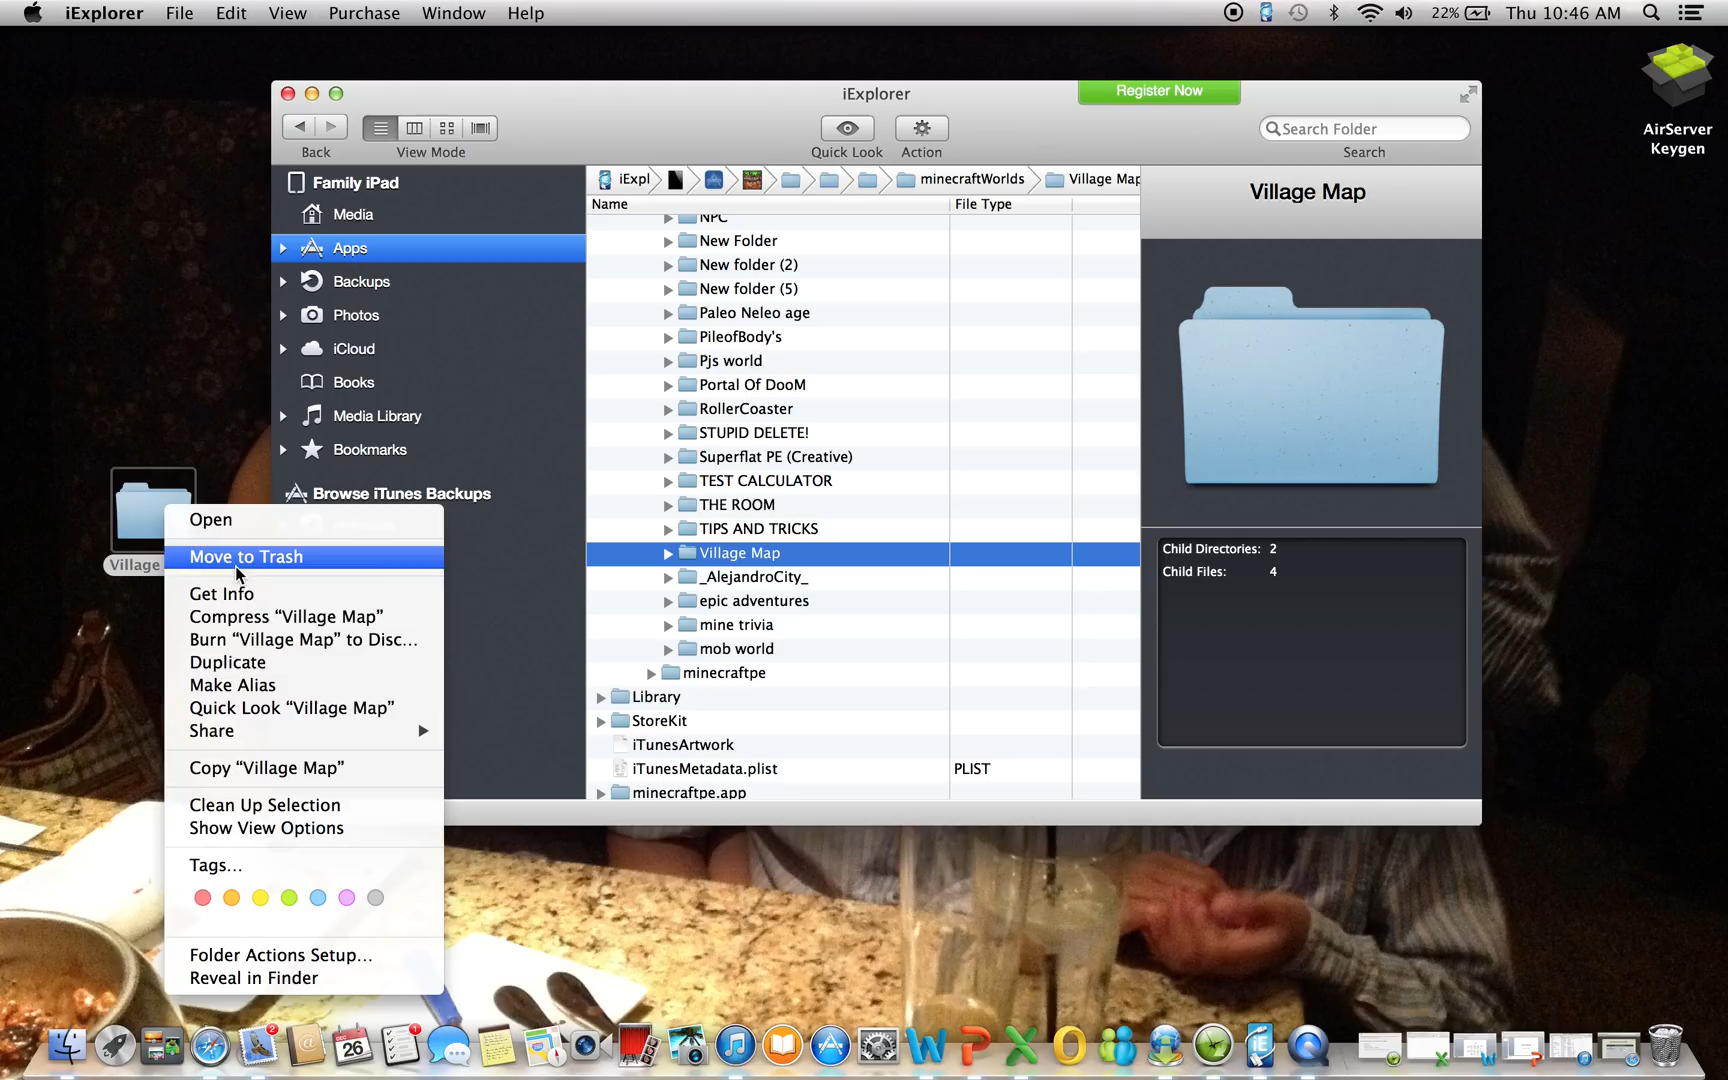 iExplorer File Edit View Purchase Window Help
22% Thu 10:46 AM
iExplorer
Register Now
AirServer
Keygen
Back
View Mode
Quick Look
Action
Search Folder
Search
Family iPad
Media
Apps
Backups
Photos
iCloud
Books
Media Library
Bookmarks
Browse iTunes Backups
iExpl
minecraftWorlds
Village Map
Name
File Type
NPC
New Folder
New folder (2)
New folder (5)
Paleo Neleo age
PileofBody's
Pjs world
Portal Of DooM
RollerCoaster
STUPID DELETE!
Superflat PE (Creative)
TEST CALCULATOR
THE ROOM
TIPS AND TRICKS
Village Map
_AlejandroCity_
epic adventures
mine trivia
mob world
minecraftpe
Library
StoreKit
iTunesArtwork
iTunesMetadata.plist PLIST
minecraftpe.app
Village Map
Child Directories: 2
Child Files: 4
Village
Open
Move to Trash
Get Info
Compress “Village Map”
Burn “Village Map” to Disc...
Duplicate
Make Alias
Quick Look “Village Map”
Share
Copy “Village Map”
Clean Up Selection
Show View Options
Tags...
Folder Actions Setup...
Reveal in Finder
2
DEC
26
1